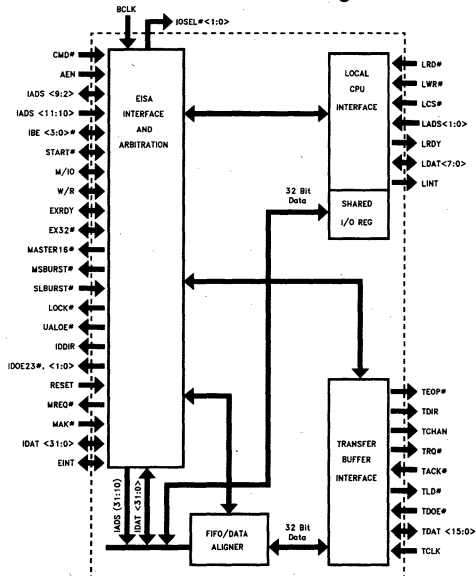 BCLK
IOSEL#<1:0>
CMD#
AEN
IADS <9:2>
IADS <11:10>
IBE <3:0>#
START#
M/IO
W/R
EXRDY
EX32#
MASTER16#
MSBURST#
SLBURST#
LOCK#
UALOE#
IDDIR
IDOE23#, <1:0>
RESET
MREQ#
MAK#
IDAT <31:0>
EINT
EISA
INTERFACE
AND
ARBITRATION
LOCAL
CPU
INTERFACE
SHARED
I/O REG
LRD#
LWR#
LCS#
LADS<1:0>
LRDY
LDAT<7:0>
LINT
32 Bit
Data
TRANSFER
BUFFER
INTERFACE
TEOP#
TDIR
TCHAN
TRQ#
TACK#
TLD#
TDOE#
TDAT <15:0>
TCLK
IADS (31:10)
IDAT <31:0>
FIFO/DATA
ALIGNER
32 Bit
Data